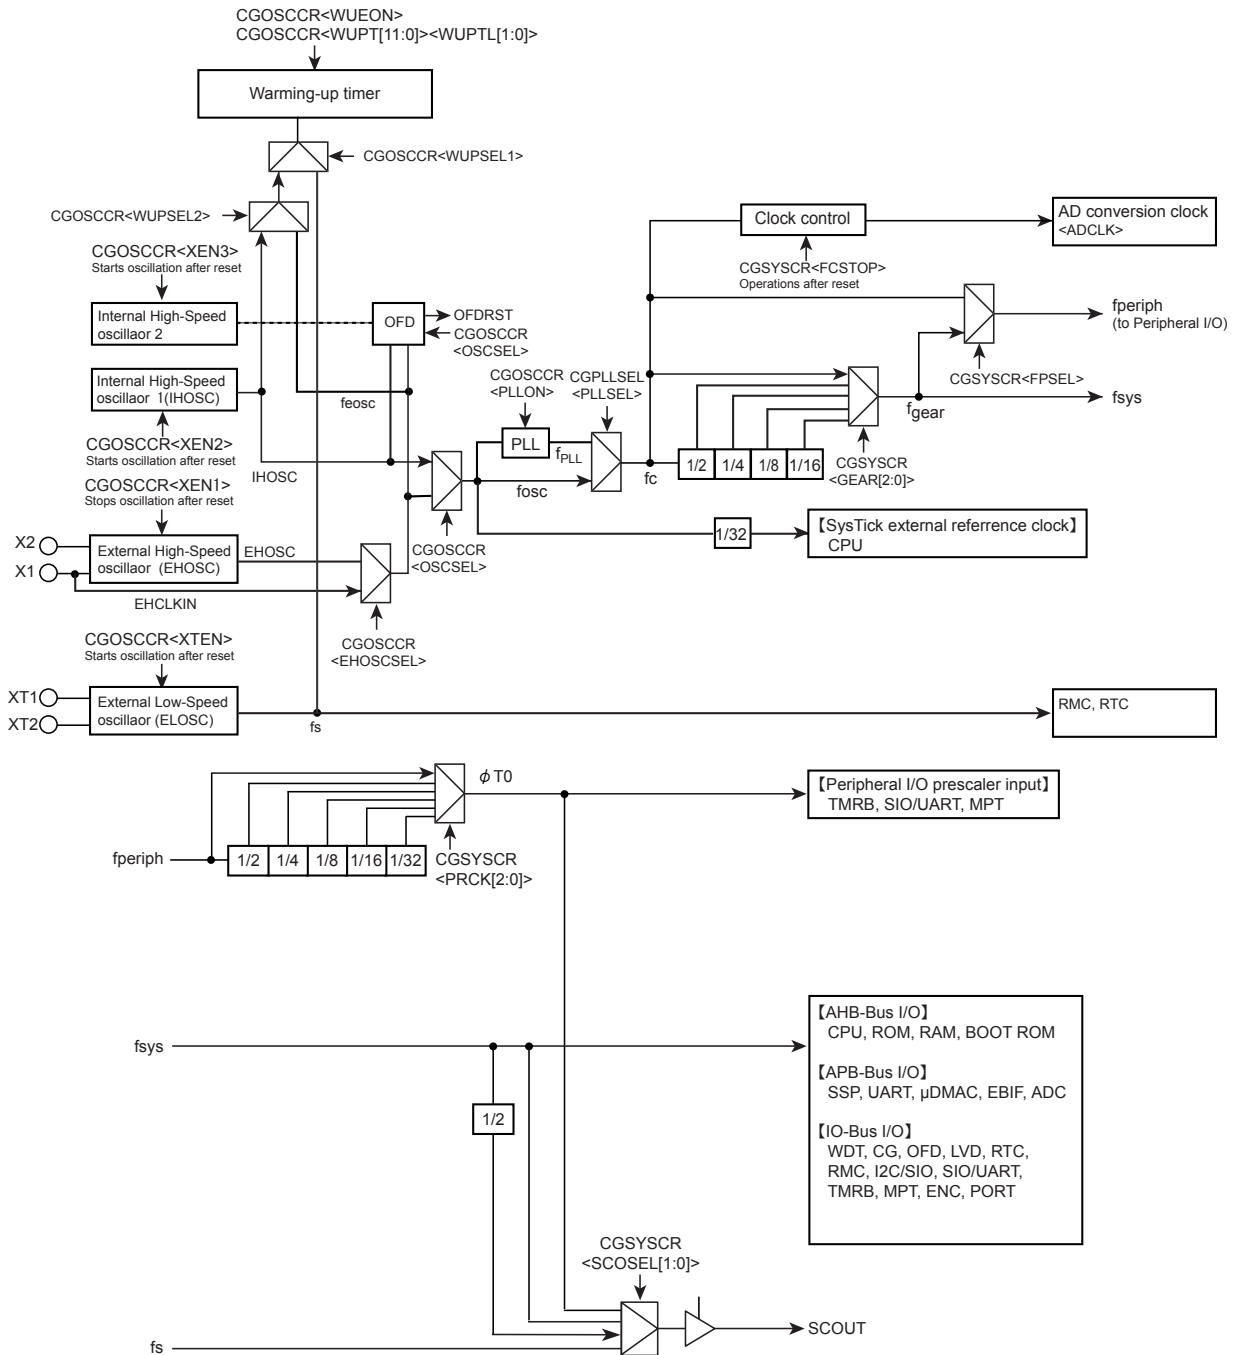 CGOSCCR<WUEON>
CGOSCCR<WUPT[11:0]><WUPTL[1:0]>
Warming-up timer
CGOSCCR<WUPSEL1>
CGOSCCR<WUPSEL2>
CGOSCCR<XEN3>
Starts oscillation after reset
Internal High-Speed
oscillaor 2
OFD
OFDRST
CGOSCCR
<OSCSEL>
Clock control
AD conversion clock
<ADCLK>
CGSYSCR<FCSTOP>
Operations after reset
fperiph
(to Peripheral I/O)
CGSYSCR<FPSEL>
Internal High-Speed
oscillaor 1(IHOSC)
CGOSCCR<XEN2>
Starts oscillation after reset
feosc
IHOSC
CGOSCCR
<PLLON>
CGPLLSEL
<PLLSEL>
PLL
fPLL
fosc
fc
1/2
1/4
1/8
1/16
CGSYSCR
<GEAR[2:0]>
fgear
fsys
CGOSCCR<XEN1>
Stops oscillation after reset
X2
X1
External High-Speed
oscillaor (EHOSC)
EHOSC
EHCLKIN
CGOSCCR
<OSCSEL>
CGOSCCR
<EHOSCSEL>
1/32
【SysTick external referrence clock】
CPU
CGOSCCR<XTEN>
Starts oscillation after reset
XT1
XT2
External Low-Speed
oscillaor (ELOSC)
fs
RMC, RTC
fperiph
1/2
1/4
1/8
1/16
1/32
CGSYSCR
<PRCK[2:0]>
ϕ T0
【Peripheral I/O prescaler input】
TMRB, SIO/UART, MPT
fsys
1/2
【AHB-Bus I/O】
CPU, ROM, RAM, BOOT ROM
【APB-Bus I/O】
SSP, UART, μDMAC, EBIF, ADC
【IO-Bus I/O】
WDT, CG, OFD, LVD, RTC,
RMC, I2C/SIO, SIO/UART,
TMRB, MPT, ENC, PORT
CGSYSCR
<SCOSEL[1:0]>
SCOUT
fs